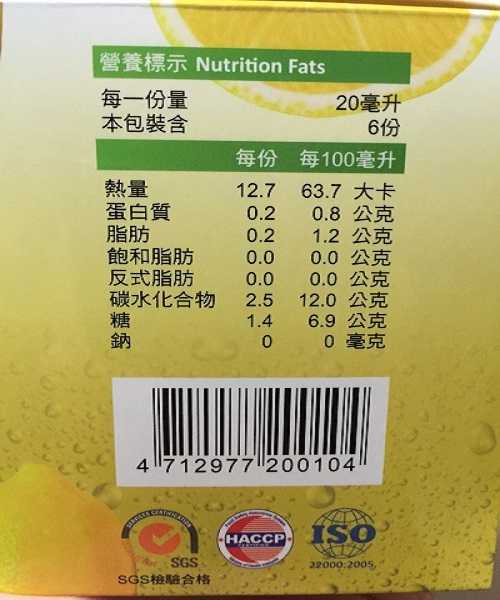 營養標示 Nutrition Fats
每一份量 20毫升
本包裝含 6份
每份 每100毫升
熱量 12.7 63.7 大卡
蛋白質 0.2 0.8 公克
脂肪 0.2 1.2 公克
飽和脂肪 0.0 0.0 公克
反式脂肪 0.0 0.0 公克
碳水化合物 2.5 12.0 公克
糖 1.4 6.9 公克
鈉 0 0 毫克
4 712977 200104
HACCP
ISO
SGS
22000:2005
SGS檢驗合格